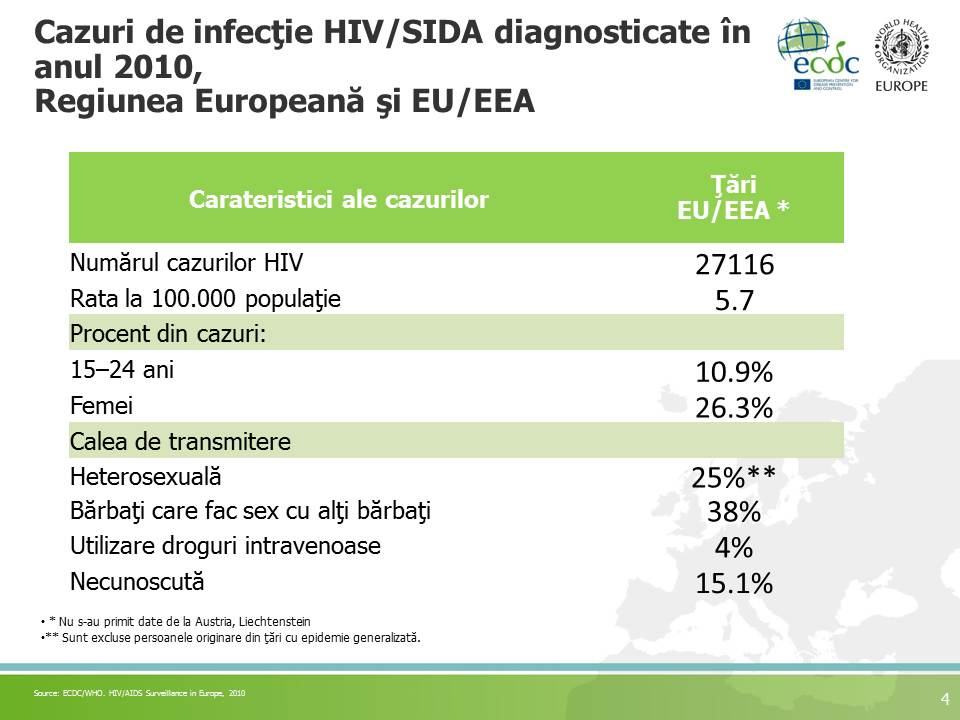 Cazuri de infecţie HIV/SIDA diagnosticate în
anul 2010,
Regiunea Europeană şi EU/EEA
ecdc
EUROPEAN CENTRE FOR
DISEASE PREVENTION
AND CONTROL
WORLD HEALTH ORGANIZATION
EUROPE
Carateristici ale cazurilor
Ţări
EU/EEA *
Numărul cazurilor HIV 27116
Rata la 100.000 populaţie 5.7
Procent din cazuri:
15–24 ani 10.9%
Femei 26.3%
Calea de transmitere
Heterosexuală 25%**
Bărbaţi care fac sex cu alţi bărbaţi 38%
Utilizare droguri intravenoase 4%
Necunoscută 15.1%
• * Nu s-au primit date de la Austria, Liechtenstein
•** Sunt excluse persoanele originare din ţări cu epidemie generalizată.
Source: ECDC/WHO. HIV/AIDS Surveillance in Europe, 2010
4